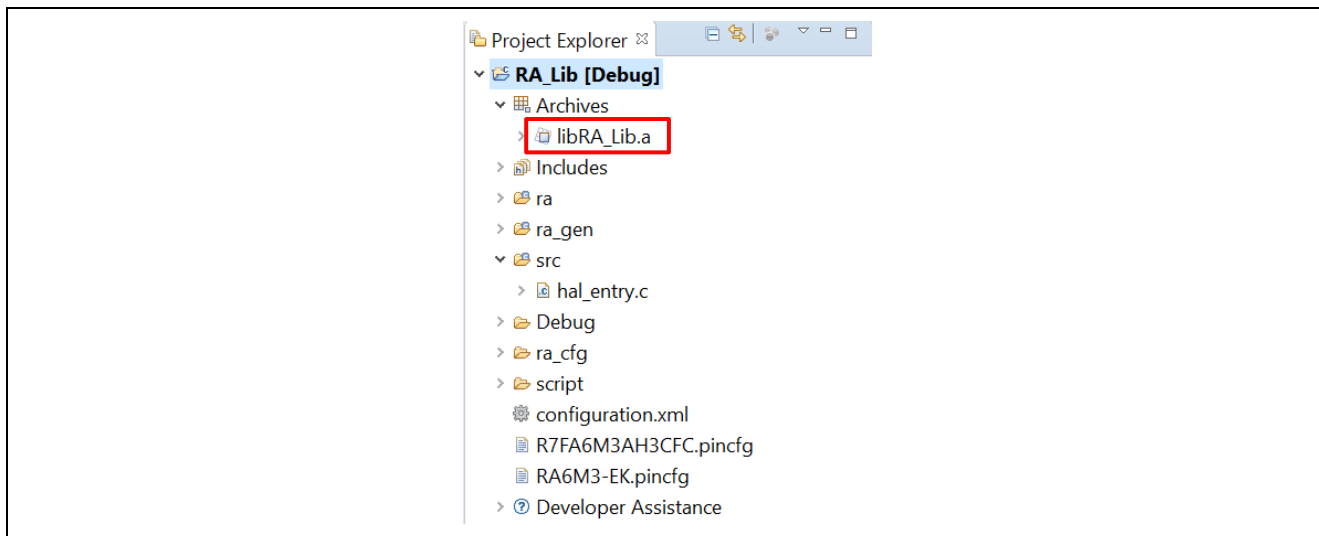 Project Explorer
RA_Lib [Debug]
Archives
libRA_Lib.a
Includes
ra
ra_gen
src
hal_entry.c
Debug
ra_cfg
script
configuration.xml
R7FA6M3AH3CFC.pincfg
RA6M3-EK.pincfg
Developer Assistance